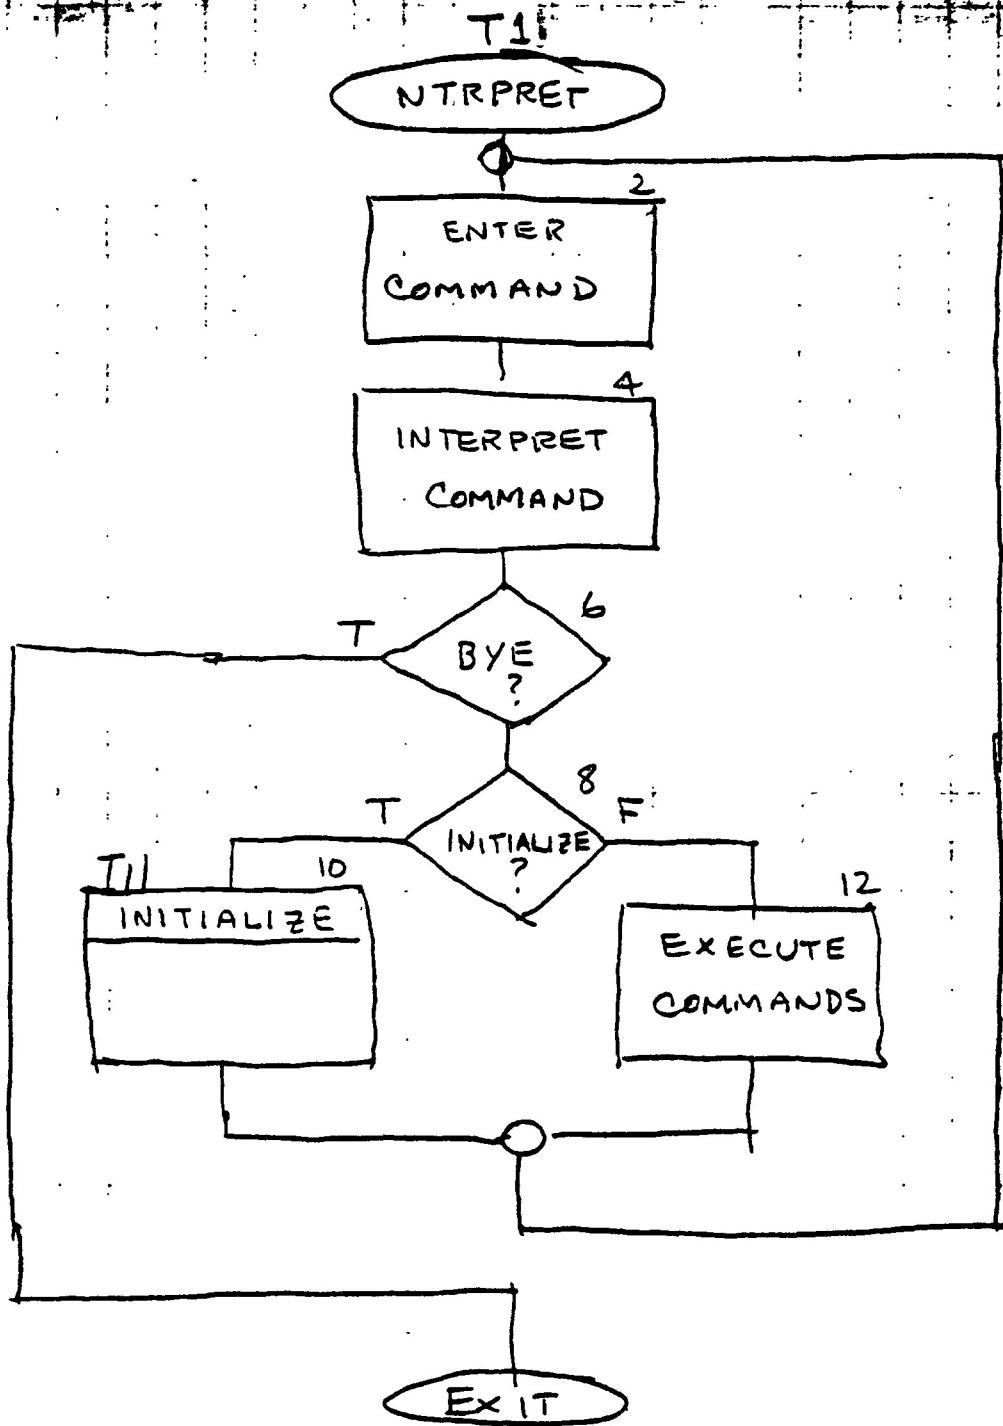 T1
NTRPRET
2
ENTER
COMMAND
4
INTERPRET
COMMAND
6
T
BYE
?
8
T
F
INITIALIZE
?
T11
10
INITIALIZE
12
EXECUTE
COMMANDS
EXIT